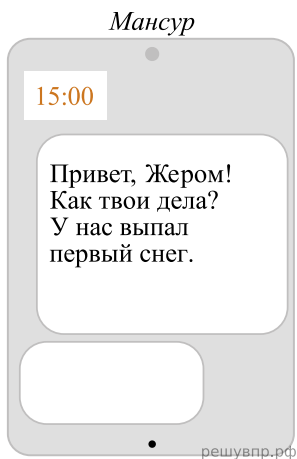 Мансур
15:00
Привет, Жером!
Как твои дела?
У нас выпал
первый снег.
решувпр.рф